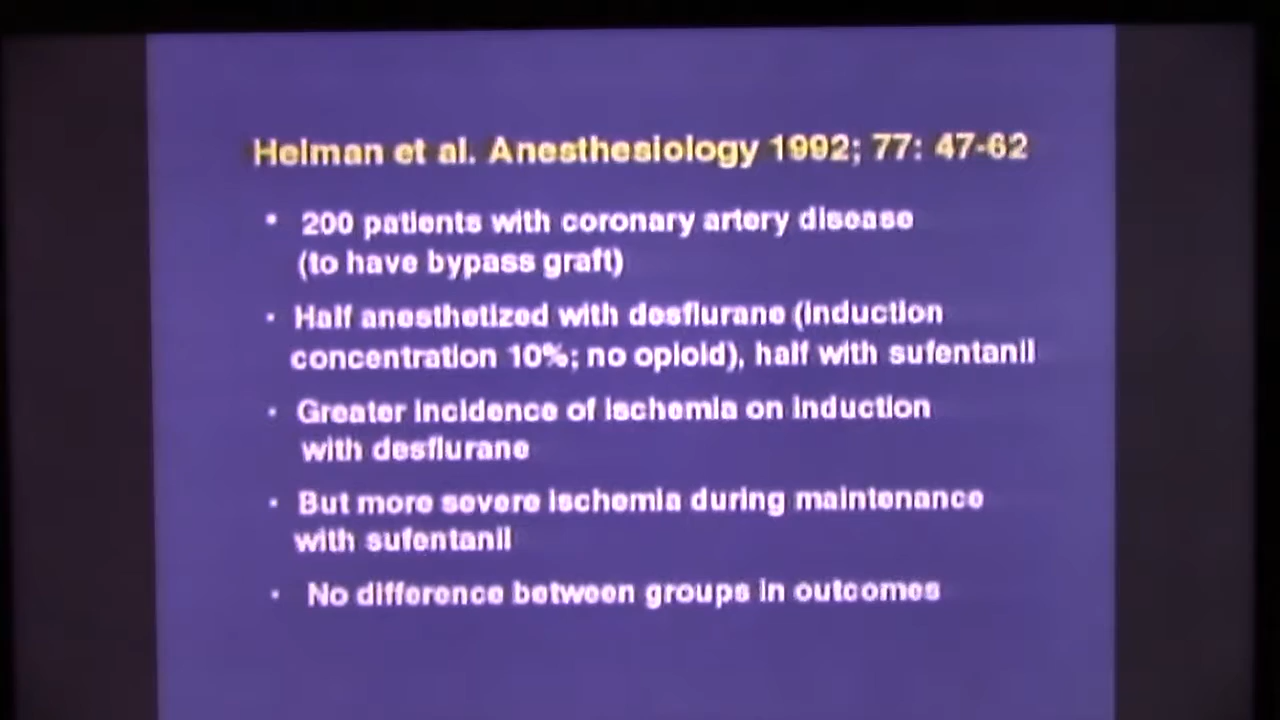 Helman et al. Anesthesiology 1992; 77: 47-62
• 200 patients with coronary artery disease
(to have bypass graft)
• Half anesthetized with desflurane (induction
concentration 10%; no opioid), half with sufentanil
• Greater incidence of ischemia on induction
with desflurane
• But more severe ischemia during maintenance
with sufentanil
• No difference between groups in outcomes